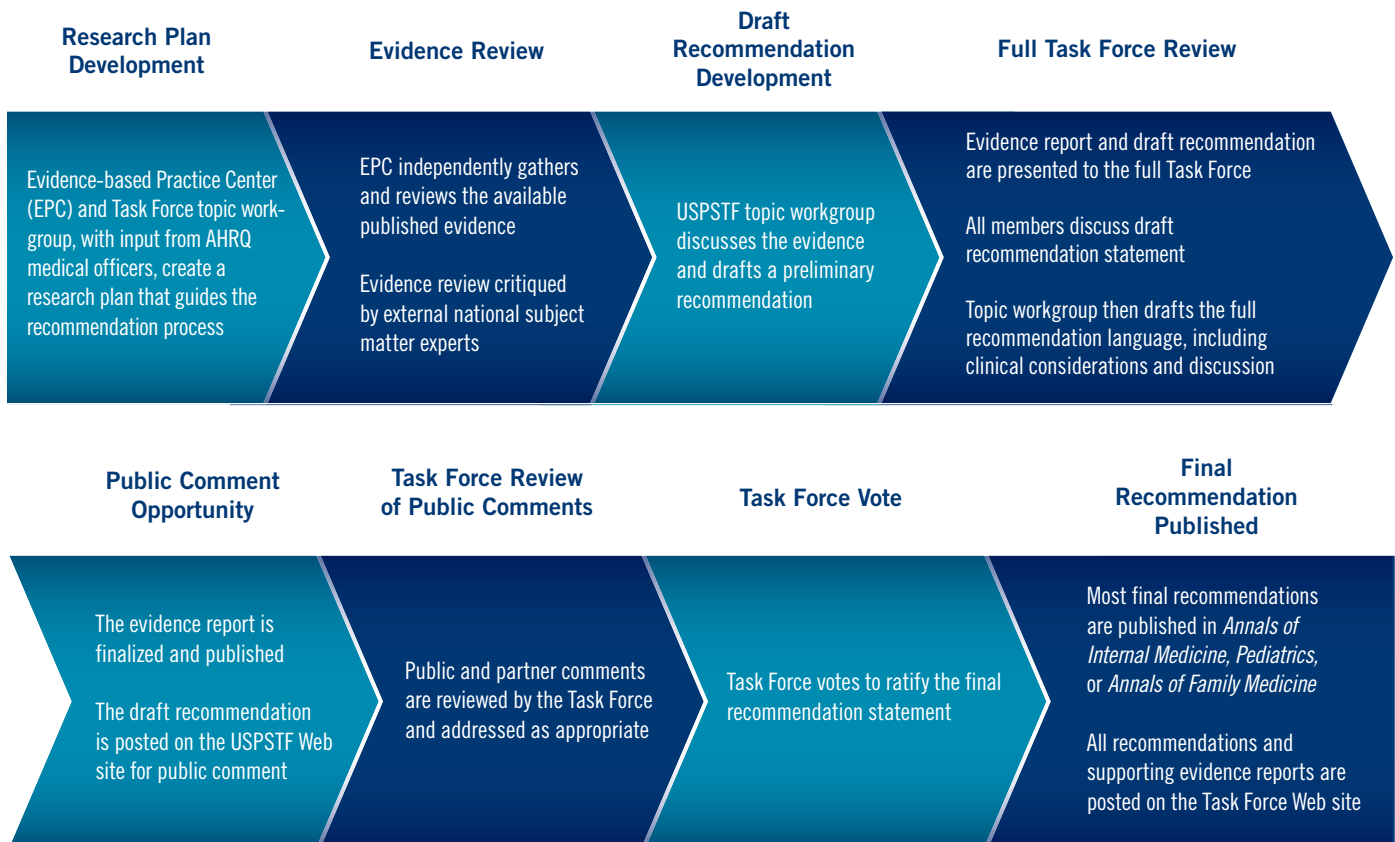 Research Plan
Development
Evidence Review
Draft
Recommendation
Development
Full Task Force Review
Evidence-based Practice Center
(EPC) and Task Force topic work-
group, with input from AHRQ
medical officers, create a
research plan that guides the
recommendation process
EPC independently gathers
and reviews the available
published evidence
Evidence review critiqued
by external national subject
matter experts
USPSTF topic workgroup
discusses the evidence
and drafts a preliminary
recommendation
Evidence report and draft recommendation
are presented to the full Task Force
All members discuss draft
recommendation statement
Topic workgroup then drafts the full
recommendation language, including
clinical considerations and discussion
Public Comment
Opportunity
Task Force Review
of Public Comments
Task Force Vote
Final
Recommendation
Published
The evidence report is
finalized and published
The draft recommendation
is posted on the USPSTF Web
site for public comment
Public and partner comments
are reviewed by the Task Force
and addressed as appropriate
Task Force votes to ratify the final
recommendation statement
Most final recommendations
are published in Annals of
Internal Medicine, Pediatrics,
or Annals of Family Medicine
All recommendations and
supporting evidence reports are
posted on the Task Force Web site